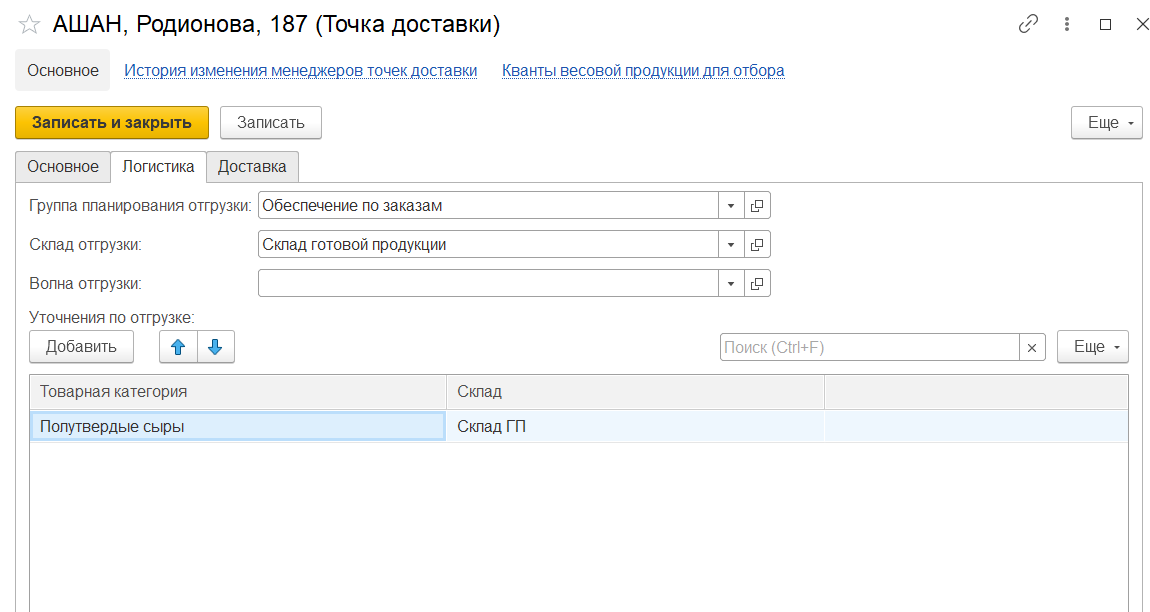 АШАН, Родионова, 187 (Точка доставки)
Основное История изменения менеджеров точек доставки Кванты весовой продукции для отбора
Записать и закрыть Записать Еще
Основное Логистика Доставка
Группа планирования отгрузки: Обеспечение по заказам
Склад отгрузки: Склад готовой продукции
Волна отгрузки:
Уточнения по отгрузке:
Добавить Поиск (Ctrl+F) Еще
Товарная категория Склад
Полутвердые сыры Склад ГП